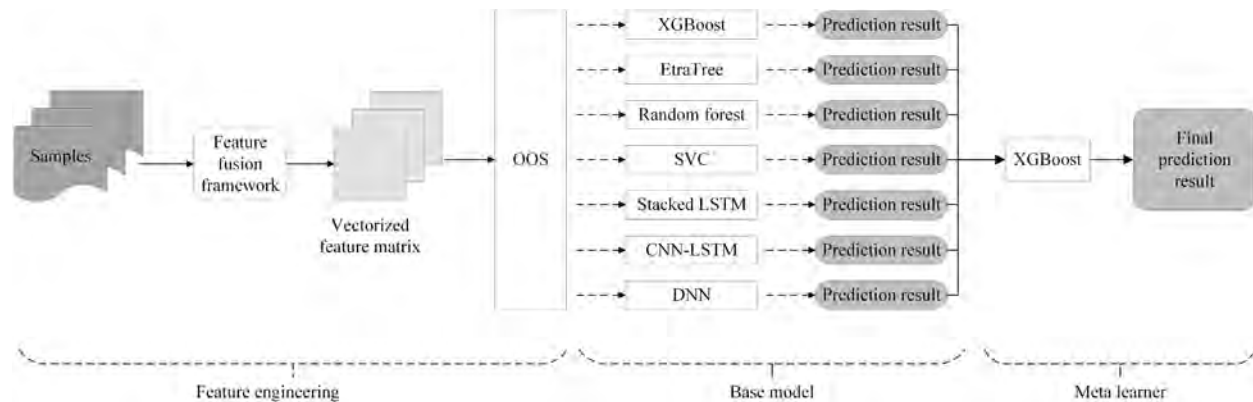 Samples
Feature
fusion
framework
Vectorized
feature matrix
OOS
XGBoost
Prediction result
EtraTree
Prediction result
Random forest
Prediction result
SVC
Prediction result
Stacked LSTM
Prediction result
CNN-LSTM
Prediction result
DNN
Prediction result
XGBoost
Final
prediction
result
Feature engineering
Base model
Meta learner